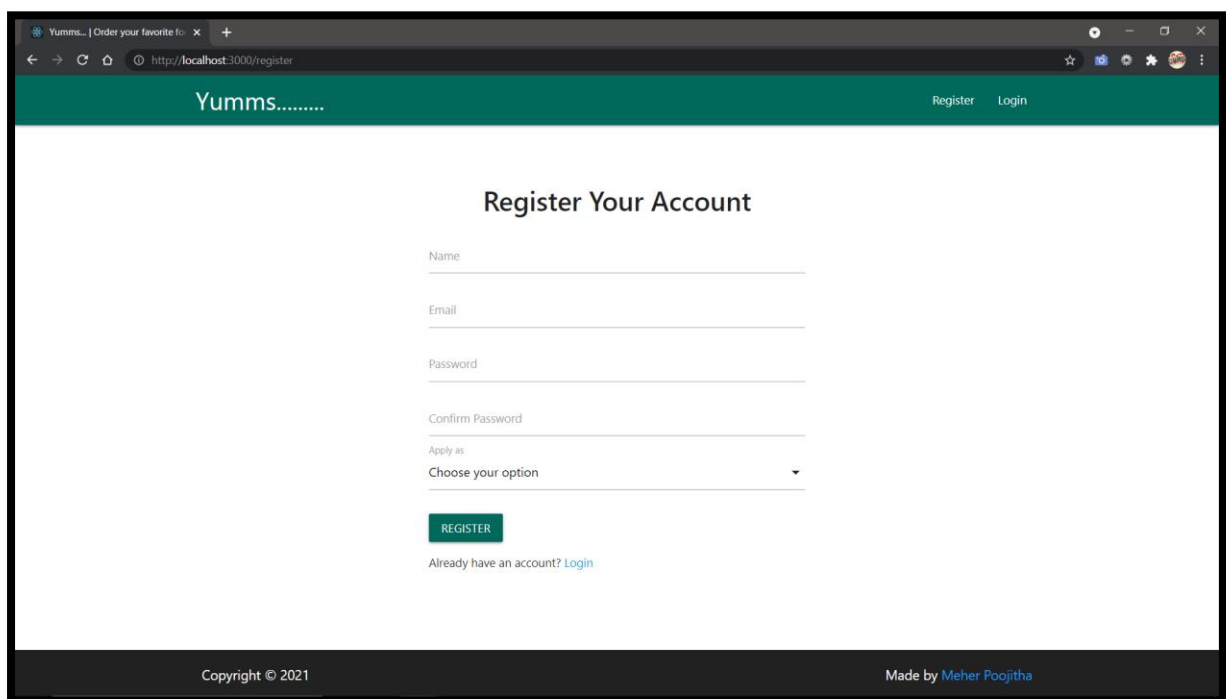 Yumms... | Order your favorite fo
http://localhost:3000/register
Yumms.........
Register
Login
Register Your Account
Name
Email
Password
Confirm Password
Apply as
Choose your option
REGISTER
Already have an account? Login
Copyright © 2021
Made by Meher Poojitha